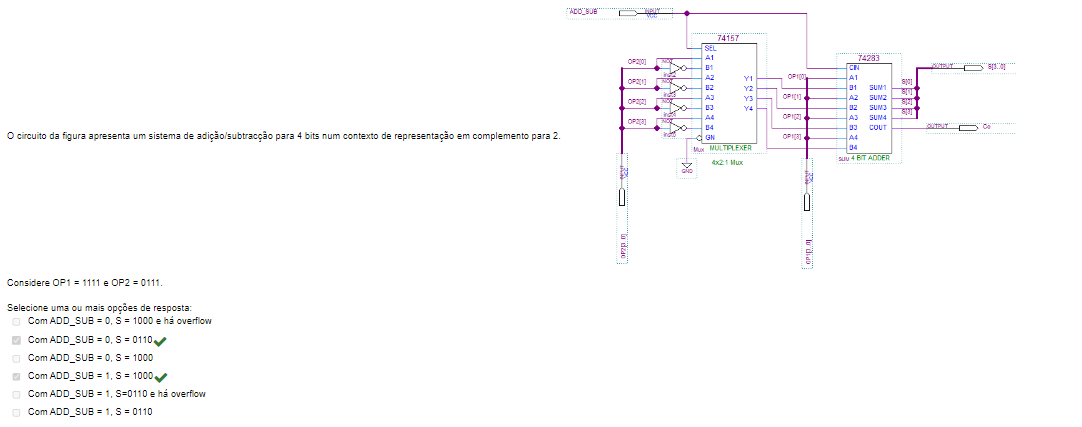 ADD_SUB INPUT VCC
74157
SEL
A1
B1
A2
B2
A3
B3
A4
B4
GN
Y1
Y2
Y3
Y4
Mux MULTIPLEXER
4x2:1 Mux
OP2[0] NOT
OP2[1] NOT
OP2[2] NOT
OP2[3] NOT
GND
74283
CIN
A1
B1
A2
B2
A3
B3
A4
B4
SUM1
SUM2
SUM3
SUM4
COUT
4 BIT ADDER
OP1[0]
OP1[1]
OP1[2]
OP1[3]
S[0]
S[1]
S[2]
S[3]
OUTPUT S[3..0]
OUTPUT Co
O circuito da figura apresenta um sistema de adição/subtracção para 4 bits num contexto de representação em complemento para 2.
Considere OP1 = 1111 e OP2 = 0111.
Selecione uma ou mais opções de resposta:
Com ADD_SUB = 0, S = 1000 e há overflow
Com ADD_SUB = 0, S = 0110
Com ADD_SUB = 0, S = 1000
Com ADD_SUB = 1, S = 1000
Com ADD_SUB = 1, S=0110 e há overflow
Com ADD_SUB = 1, S = 0110